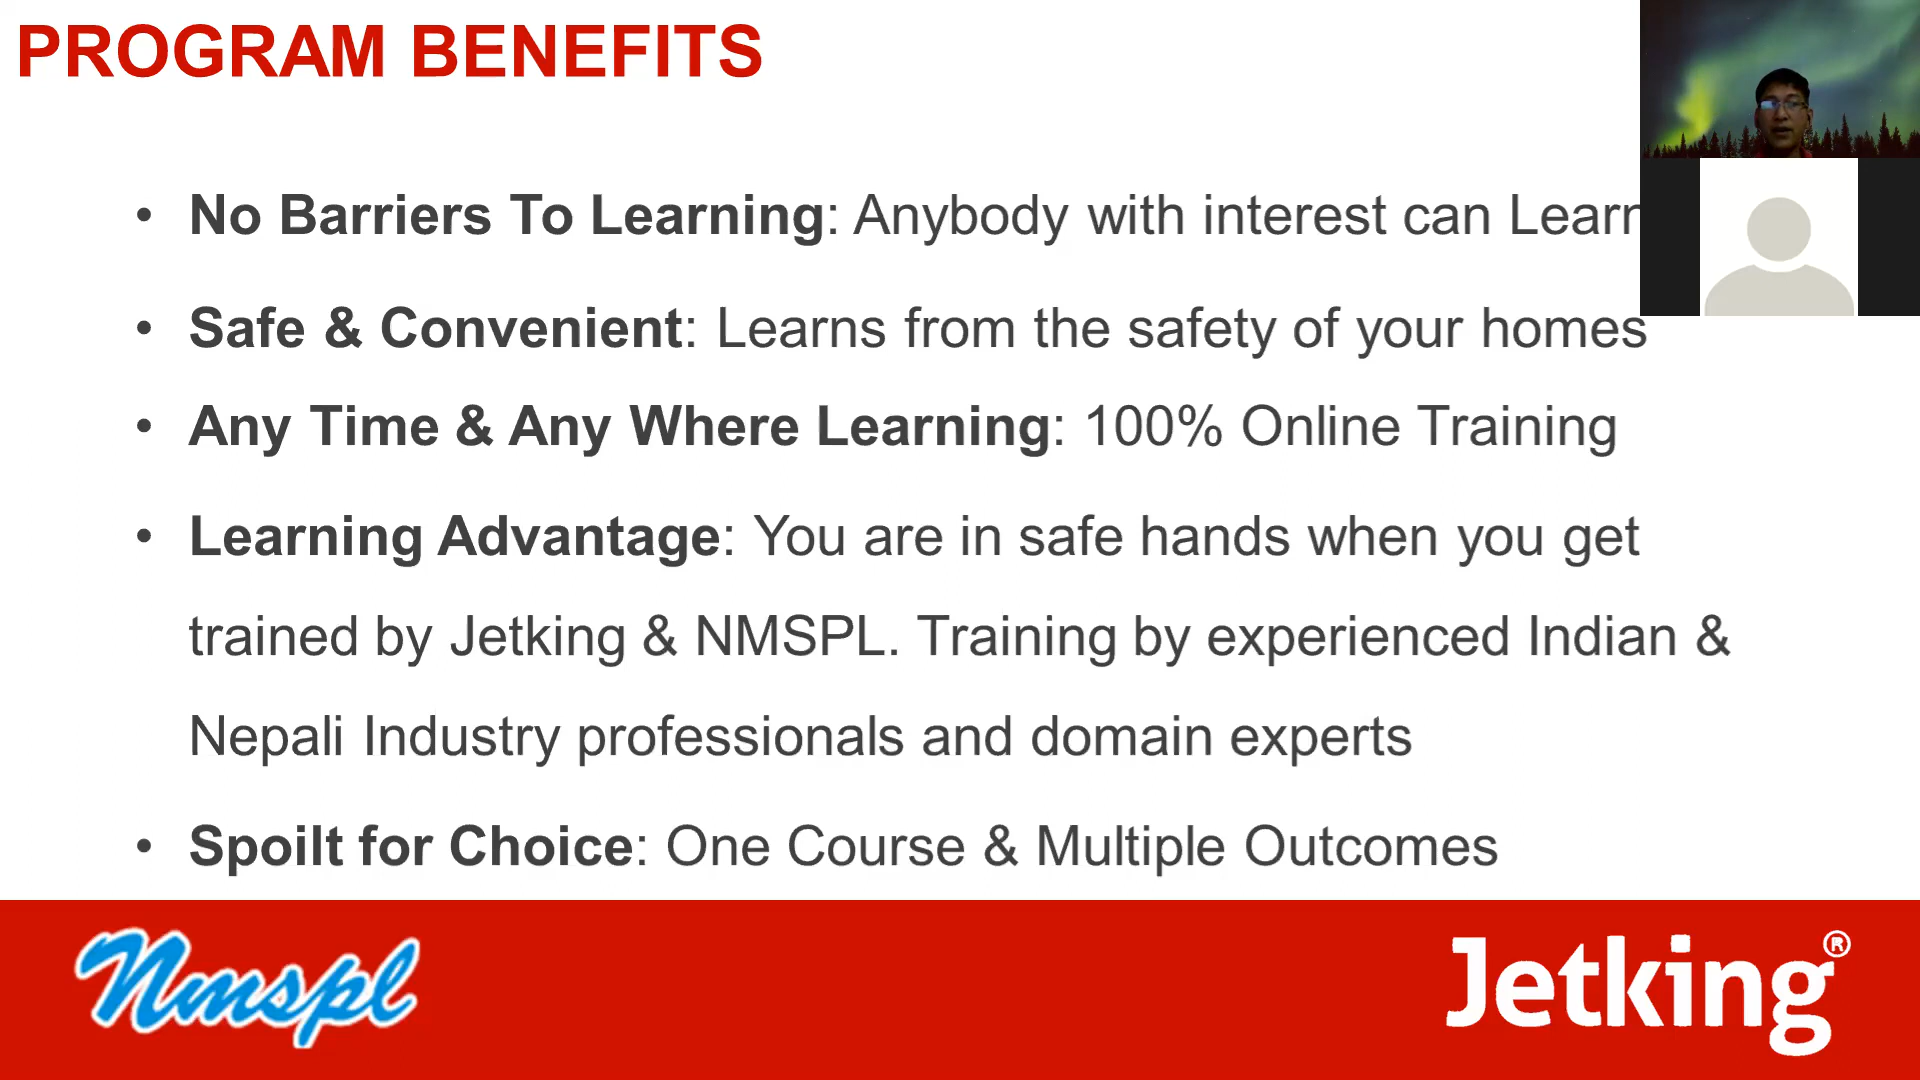 PROGRAM BENEFITS
• No Barriers To Learning: Anybody with interest can Learn
• Safe & Convenient: Learns from the safety of your homes
• Any Time & Any Where Learning: 100% Online Training
• Learning Advantage: You are in safe hands when you get
trained by Jetking & NMSPL. Training by experienced Indian &
Nepali Industry professionals and domain experts
• Spoilt for Choice: One Course & Multiple Outcomes
Nmspl
Jetking®